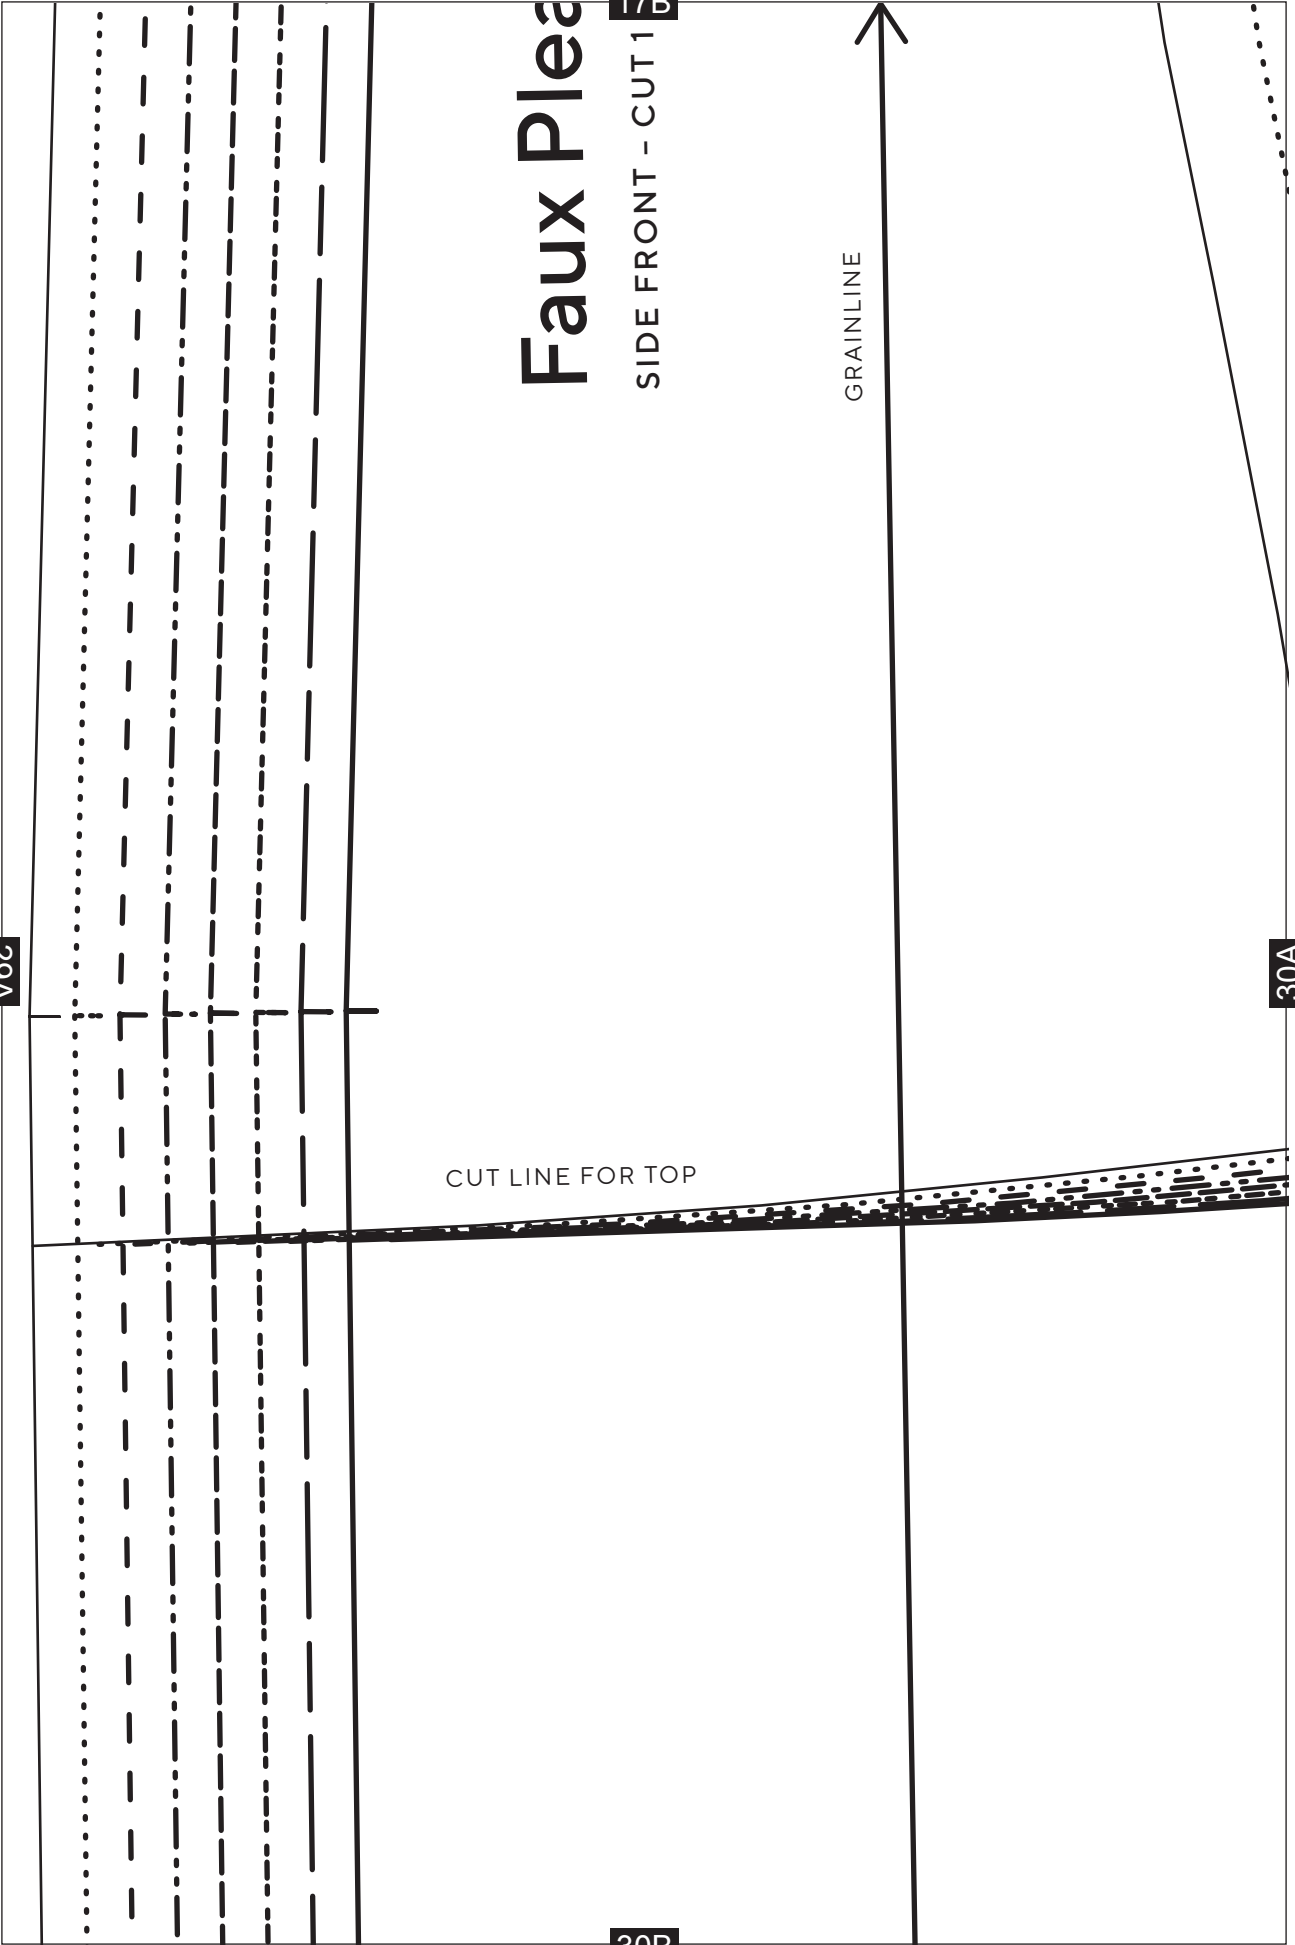 17B
Faux Plea
SIDE FRONT – CUT 1
GRAINLINE
29A
30A
CUT LINE FOR TOP
30B